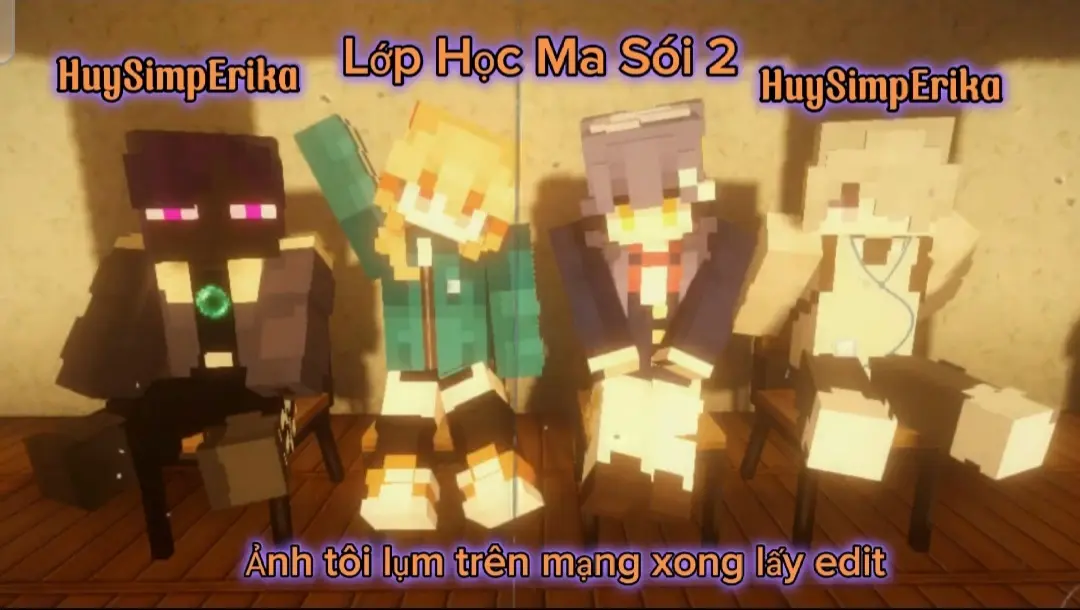 Lớp Học Ma Sói 2
HuySimpErika
HuySimpErika
Ảnh tôi lụm trên mạng xong lấy edit